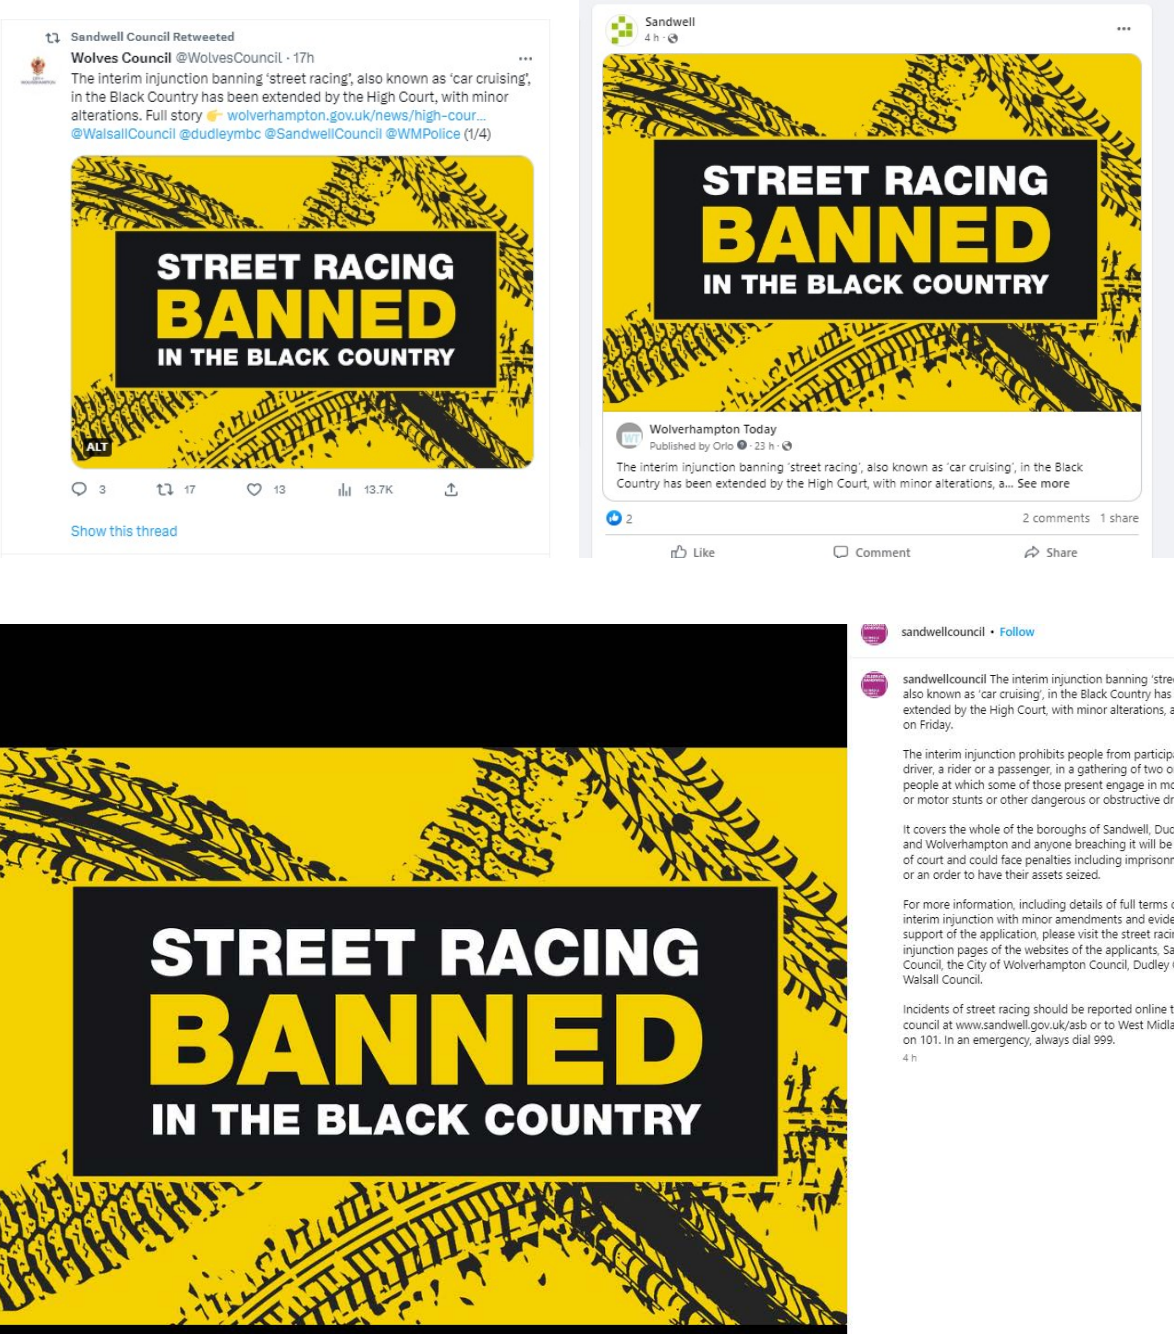 Sandwell Council Retweeted
Wolves Council @WolvesCouncil · 17h
The interim injunction banning ‘street racing’, also known as ‘car cruising’,
in the Black Country has been extended by the High Court, with minor
alterations. Full story 👉 wolverhampton.gov.uk/news/high-cour...
@WalsallCouncil @dudleymbc @SandwellCouncil @WMPolice (1/4)
STREET RACING
BANNED
IN THE BLACK COUNTRY
ALT
3 17 13 13.7K
Show this thread
Sandwell
4 h ·
STREET RACING
BANNED
IN THE BLACK COUNTRY
WT
Wolverhampton Today
Published by Orlo · 23 h ·
The interim injunction banning ‘street racing’, also known as ‘car cruising’, in the Black
Country has been extended by the High Court, with minor alterations, a... See more
2
2 comments 1 share
Like Comment Share
STREET RACING
BANNED
IN THE BLACK COUNTRY
sandwellcouncil • Follow
sandwellcouncil The interim injunction banning ‘stre
also known as ‘car cruising’, in the Black Country has
extended by the High Court, with minor alterations, a
on Friday.
The interim injunction prohibits people from particip
driver, a rider or a passenger, in a gathering of two o
people at which some of those present engage in mo
or motor stunts or other dangerous or obstructive dr
It covers the whole of the boroughs of Sandwell, Dud
and Wolverhampton and anyone breaching it will be
of court and could face penalties including imprison
or an order to have their assets seized.
For more information, including details of full terms o
interim injunction with minor amendments and evide
support of the application, please visit the street racin
injunction pages of the websites of the applicants, Sa
Council, the City of Wolverhampton Council, Dudley
Walsall Council.
Incidents of street racing should be reported online t
council at www.sandwell.gov.uk/asb or to West Midla
on 101. In an emergency, always dial 999.
4 h